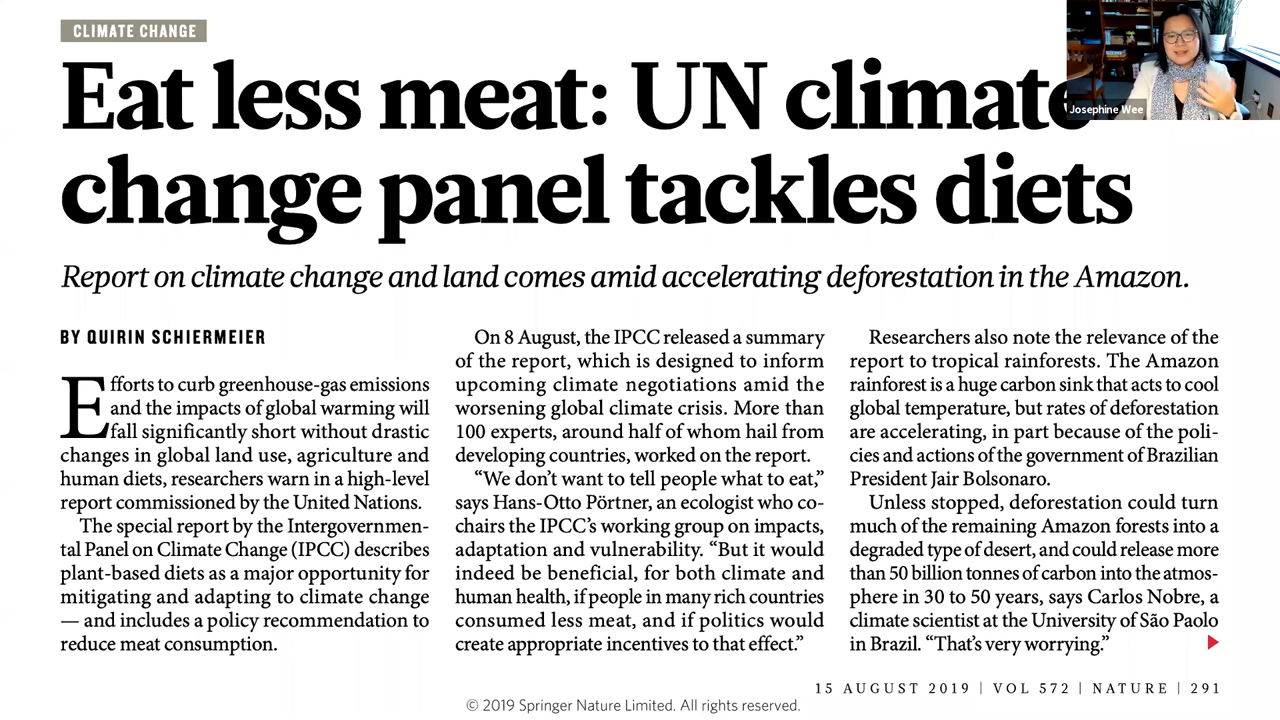 CLIMATE CHANGE
Eat less meat: UN climate
change panel tackles diets
Report on climate change and land comes amid accelerating deforestation in the Amazon.
BY QUIRIN SCHIERMEIER
Efforts to curb greenhouse-gas emissions
and the impacts of global warming will
fall significantly short without drastic
changes in global land use, agriculture and
human diets, researchers warn in a high-level
report commissioned by the United Nations.
The special report by the Intergovernmen-
tal Panel on Climate Change (IPCC) describes
plant-based diets as a major opportunity for
mitigating and adapting to climate change
— and includes a policy recommendation to
reduce meat consumption.
On 8 August, the IPCC released a summary
of the report, which is designed to inform
upcoming climate negotiations amid the
worsening global climate crisis. More than
100 experts, around half of whom hail from
developing countries, worked on the report.
“We don’t want to tell people what to eat,”
says Hans-Otto Pörtner, an ecologist who co-
chairs the IPCC’s working group on impacts,
adaptation and vulnerability. “But it would
indeed be beneficial, for both climate and
human health, if people in many rich countries
consumed less meat, and if politics would
create appropriate incentives to that effect.”
Researchers also note the relevance of the
report to tropical rainforests. The Amazon
rainforest is a huge carbon sink that acts to cool
global temperature, but rates of deforestation
are accelerating, in part because of the poli-
cies and actions of the government of Brazilian
President Jair Bolsonaro.
Unless stopped, deforestation could turn
much of the remaining Amazon forests into a
degraded type of desert, and could release more
than 50 billion tonnes of carbon into the atmos-
phere in 30 to 50 years, says Carlos Nobre, a
climate scientist at the University of São Paolo
in Brazil. “That’s very worrying.”
15 AUGUST 2019 | VOL 572 | NATURE | 291
© 2019 Springer Nature Limited. All rights reserved.
Josephine Wee